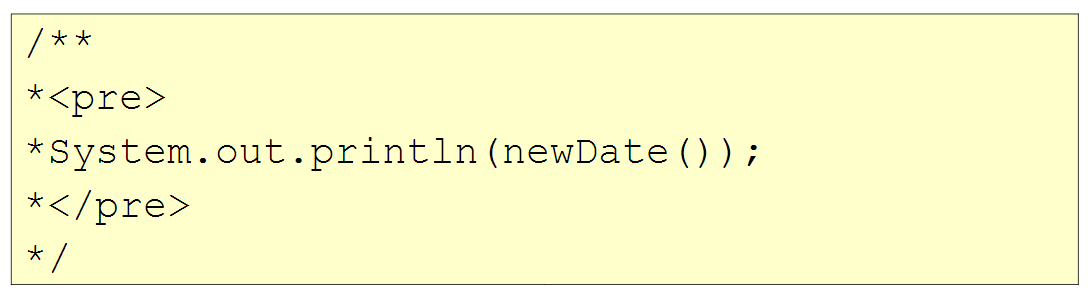 /**
*<pre>
*System.out.println(newDate());
*</pre>
*/